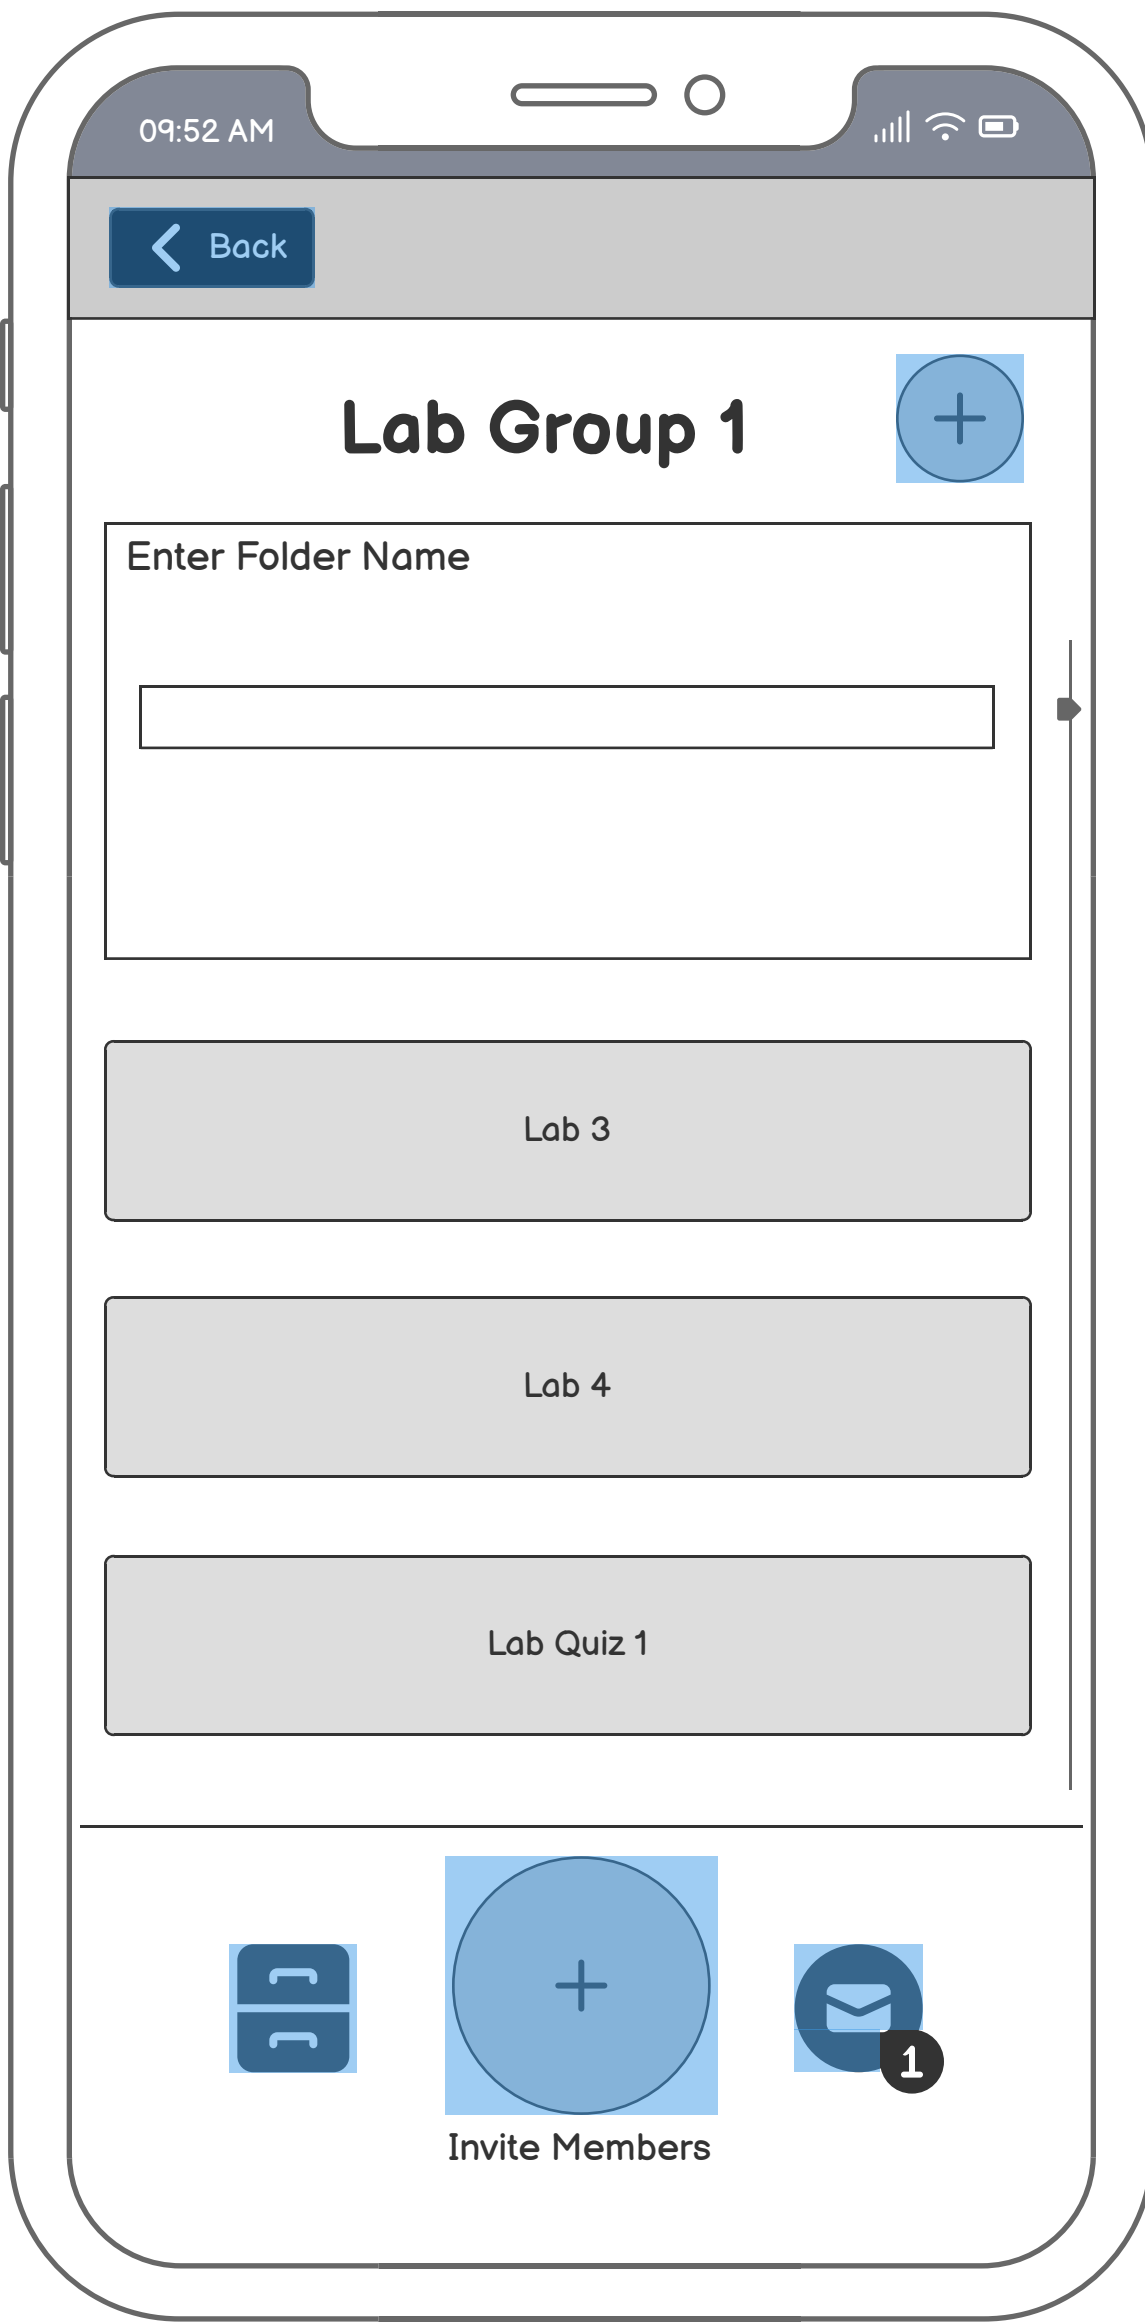 09:52 AM
Back
Lab Group 1
Enter Folder Name
Lab 3
Lab 4
Lab Quiz 1
1
Invite Members